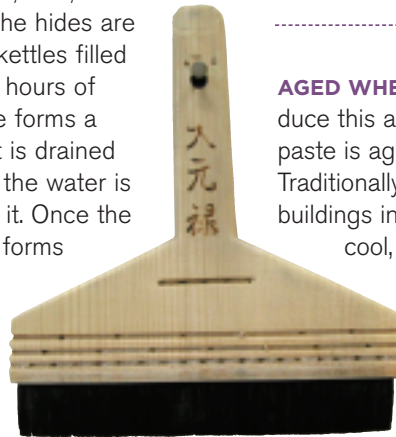 he hides are
kettles filled
hours of
e forms a
t is drained
the water is
it. Once the
forms
大元禄
AGED WHE
duce this a
paste is ag
Traditionally
buildings in
cool,